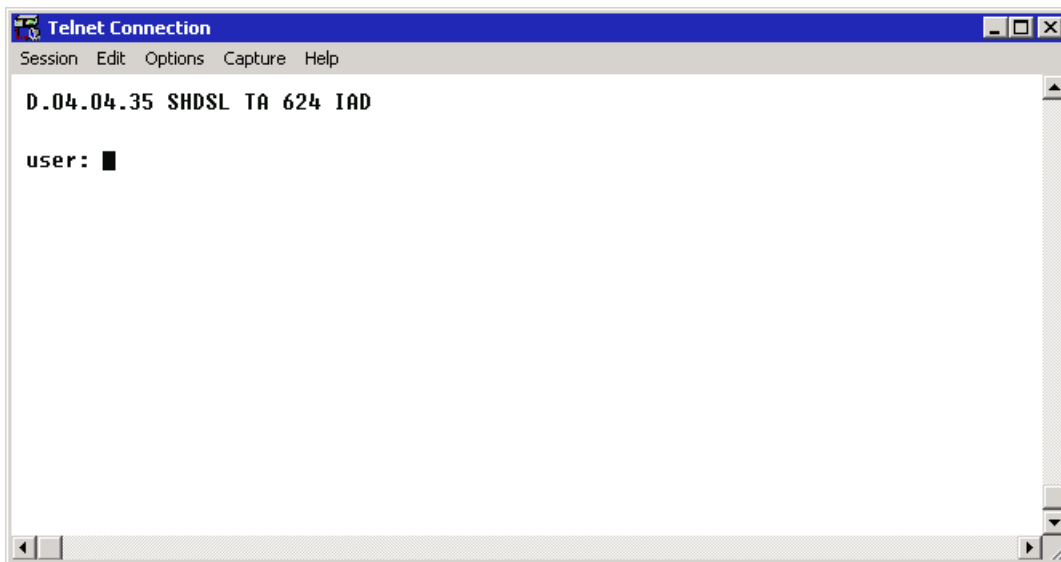 Telnet Connection
Session Edit Options Capture Help
D.04.04.35 SHDSL TA 624 IAD
user: